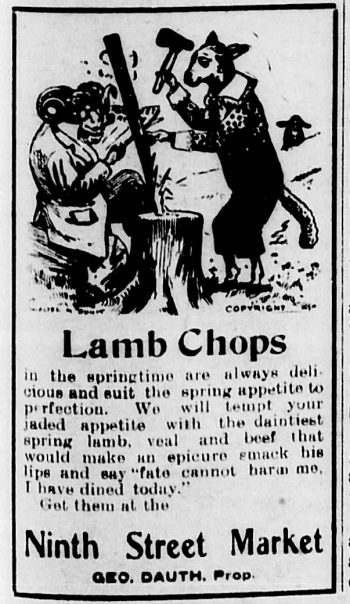 COPYRIGHT
Lamb Chops
in the springtime are always deli-
cious and suit the spring appetite to
perfection. We will tempt your
jaded appetite with the daintiest
spring lamb, veal and beef that
would make an epicure smack his
lips and say "fate cannot harm me,
I have dined today."
Get them at the
Ninth Street Market
GEO. DAUTH, Prop.